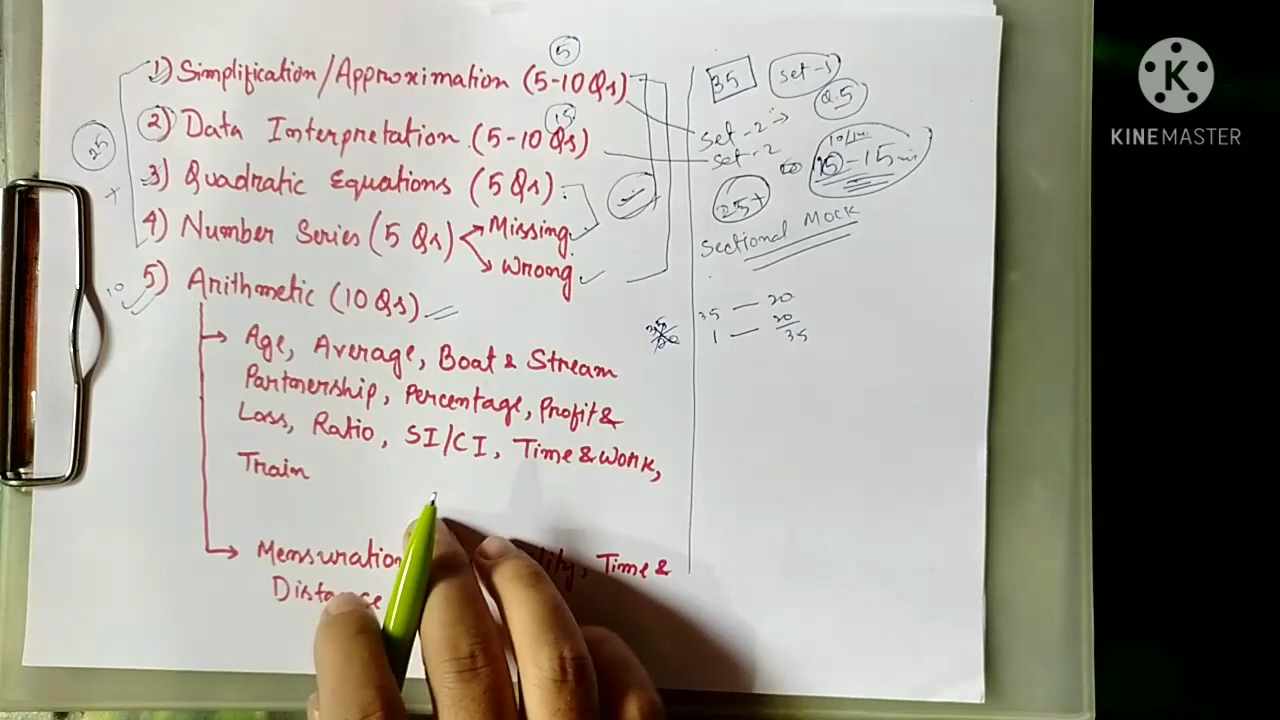 5
1) Simplification/Approximation (5-10 Qs)
15
2) Data Interpretation (5-10 Qs)
25
+
3) Quadratic Equations (5 Qs)
4) Number Series (5 Qs) Missing
Wrong
10
5) Arithmetic (10 Qs)
Age, Average, Boat & Stream
Partnership, Percentage, Profit &
Loss, Ratio, SI/CI, Time & Work,
Train
Mensuration
Time &
Distance
35 Set-1
Q.5
Set-2
Set-2
- 15
25+
Sectional Mock
35 — 20
1 — 20
35
K
KINEMASTER